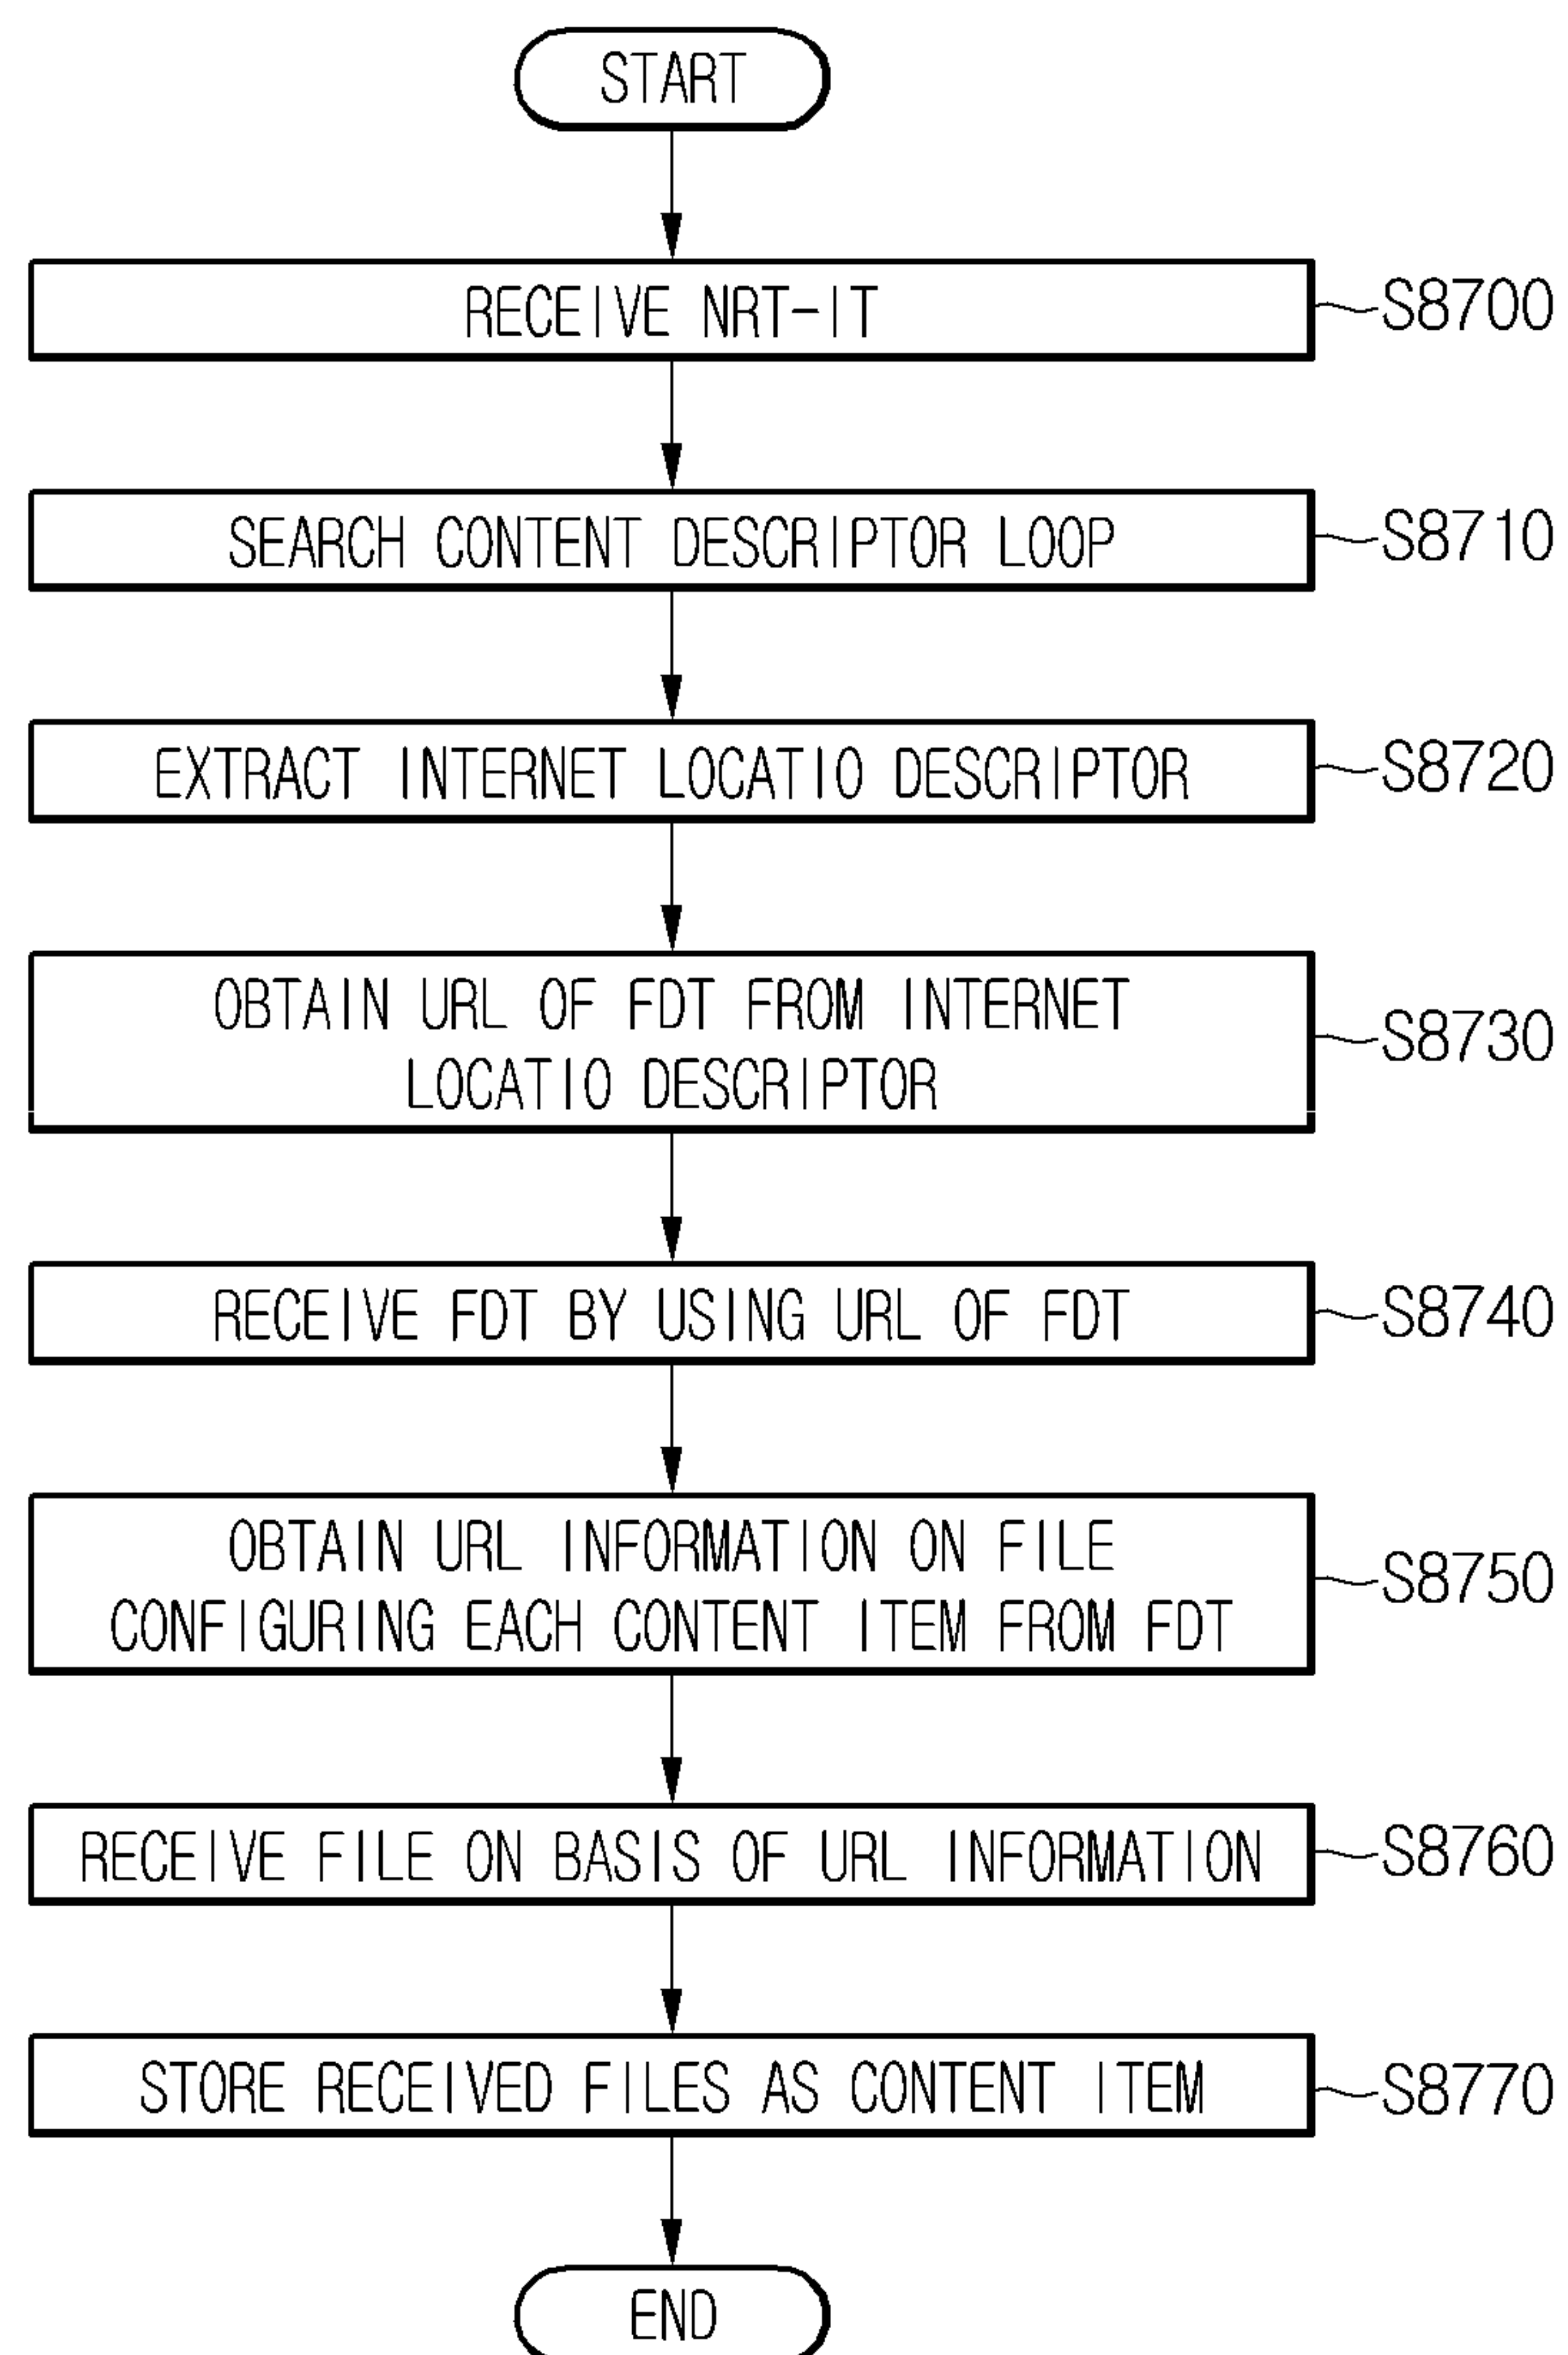 START
RECEIVE NRT-IT
S8700
SEARCH CONTENT DESCRIPTOR LOOP
S8710
EXTRACT INTERNET LOCATIO DESCRIPTOR
S8720
OBTAIN URL OF FDT FROM INTERNET
LOCATIO DESCRIPTOR
S8730
RECEIVE FDT BY USING URL OF FDT
S8740
OBTAIN URL INFORMATION ON FILE
CONFIGURING EACH CONTENT ITEM FROM FDT
S8750
RECEIVE FILE ON BASIS OF URL INFORMATION
S8760
STORE RECEIVED FILES AS CONTENT ITEM
S8770
END